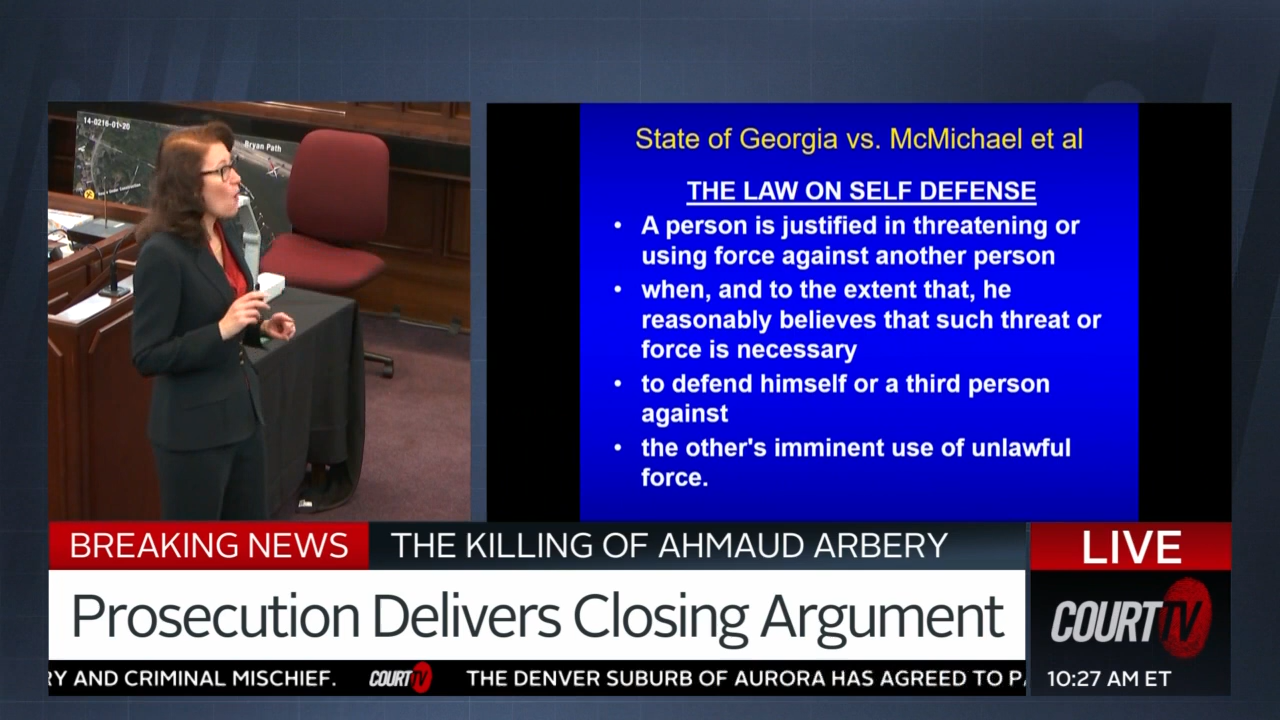 14-0216-01-20
Bryan Path
State of Georgia vs. McMichael et al
THE LAW ON SELF DEFENSE
• A person is justified in threatening or
using force against another person
• when, and to the extent that, he
reasonably believes that such threat or
force is necessary
• to defend himself or a third person
against
• the other's imminent use of unlawful
force.
BREAKING NEWS
THE KILLING OF AHMAUD ARBERY
LIVE
Prosecution Delivers Closing Argument
COURT TV
RY AND CRIMINAL MISCHIEF. COURT TV THE DENVER SUBURB OF AURORA HAS AGREED TO PA
10:27 AM ET